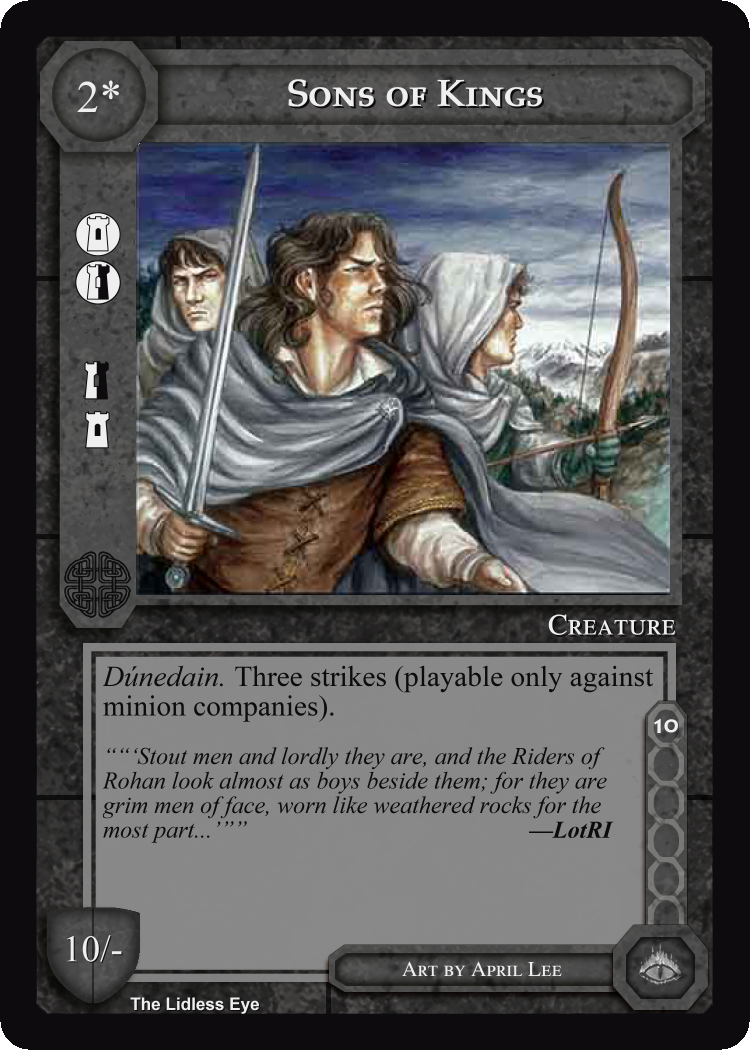 2*
SONS OF KINGS
CREATURE
Dúnedain. Three strikes (playable only against
minion companies).
10
““‘Stout men and lordly they are, and the Riders of
Rohan look almost as boys beside them; for they are
grim men of face, worn like weathered rocks for the
most part...’””
—LotRI
10/-
ART BY APRIL LEE
The Lidless Eye